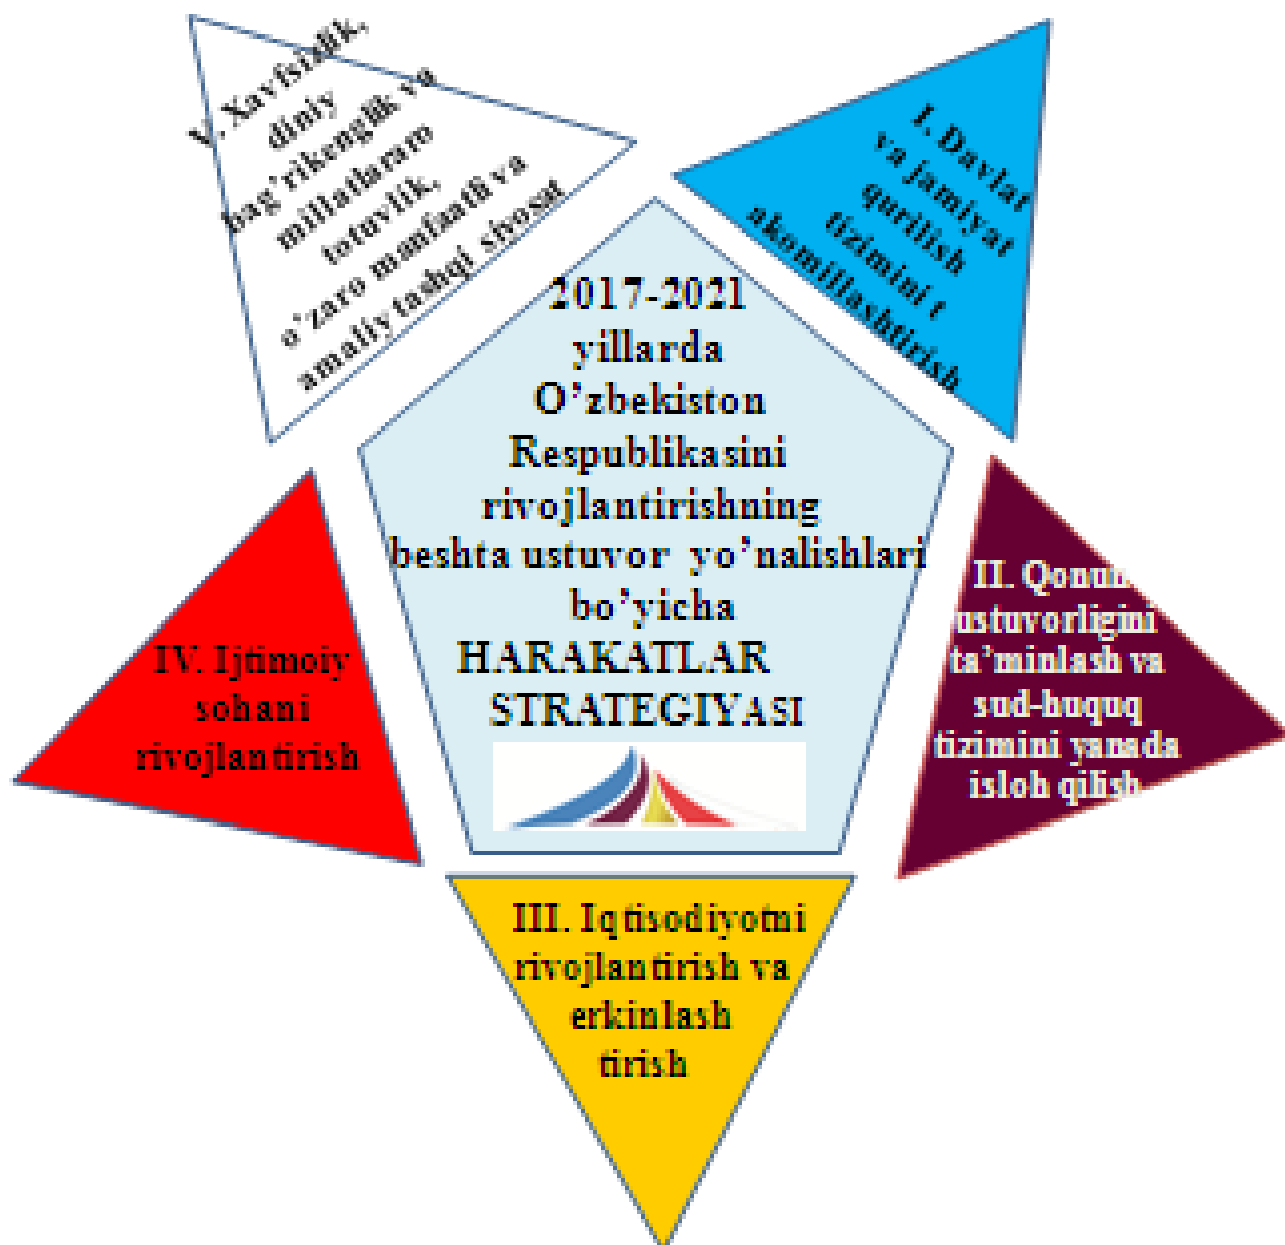 2017-2021
yillarda
O’zbekiston
Respublikasini
rivojlantirishning
beshta ustuvor yo’nalishlari
bo’yicha
HARAKATLAR
STRATEGIYASI
I. Davlat
va jamiyat
qurilish
tizimini t
akomillashtirish
II. Qonun
ustuvorligini
ta’minlash va
sud-huquq
tizimini yanada
isloh qilish
III. Iqtisodiyotni
rivojlantirish va
erkinlash
tirish
IV. Ijtimoiy
sohani
rivojlantirish
V. Xavfsizlik,
diniy
bag’rikenglik va
millatlararo
totuvlik,
o’zaro manfaatli va
amaliy tashqi siyosat